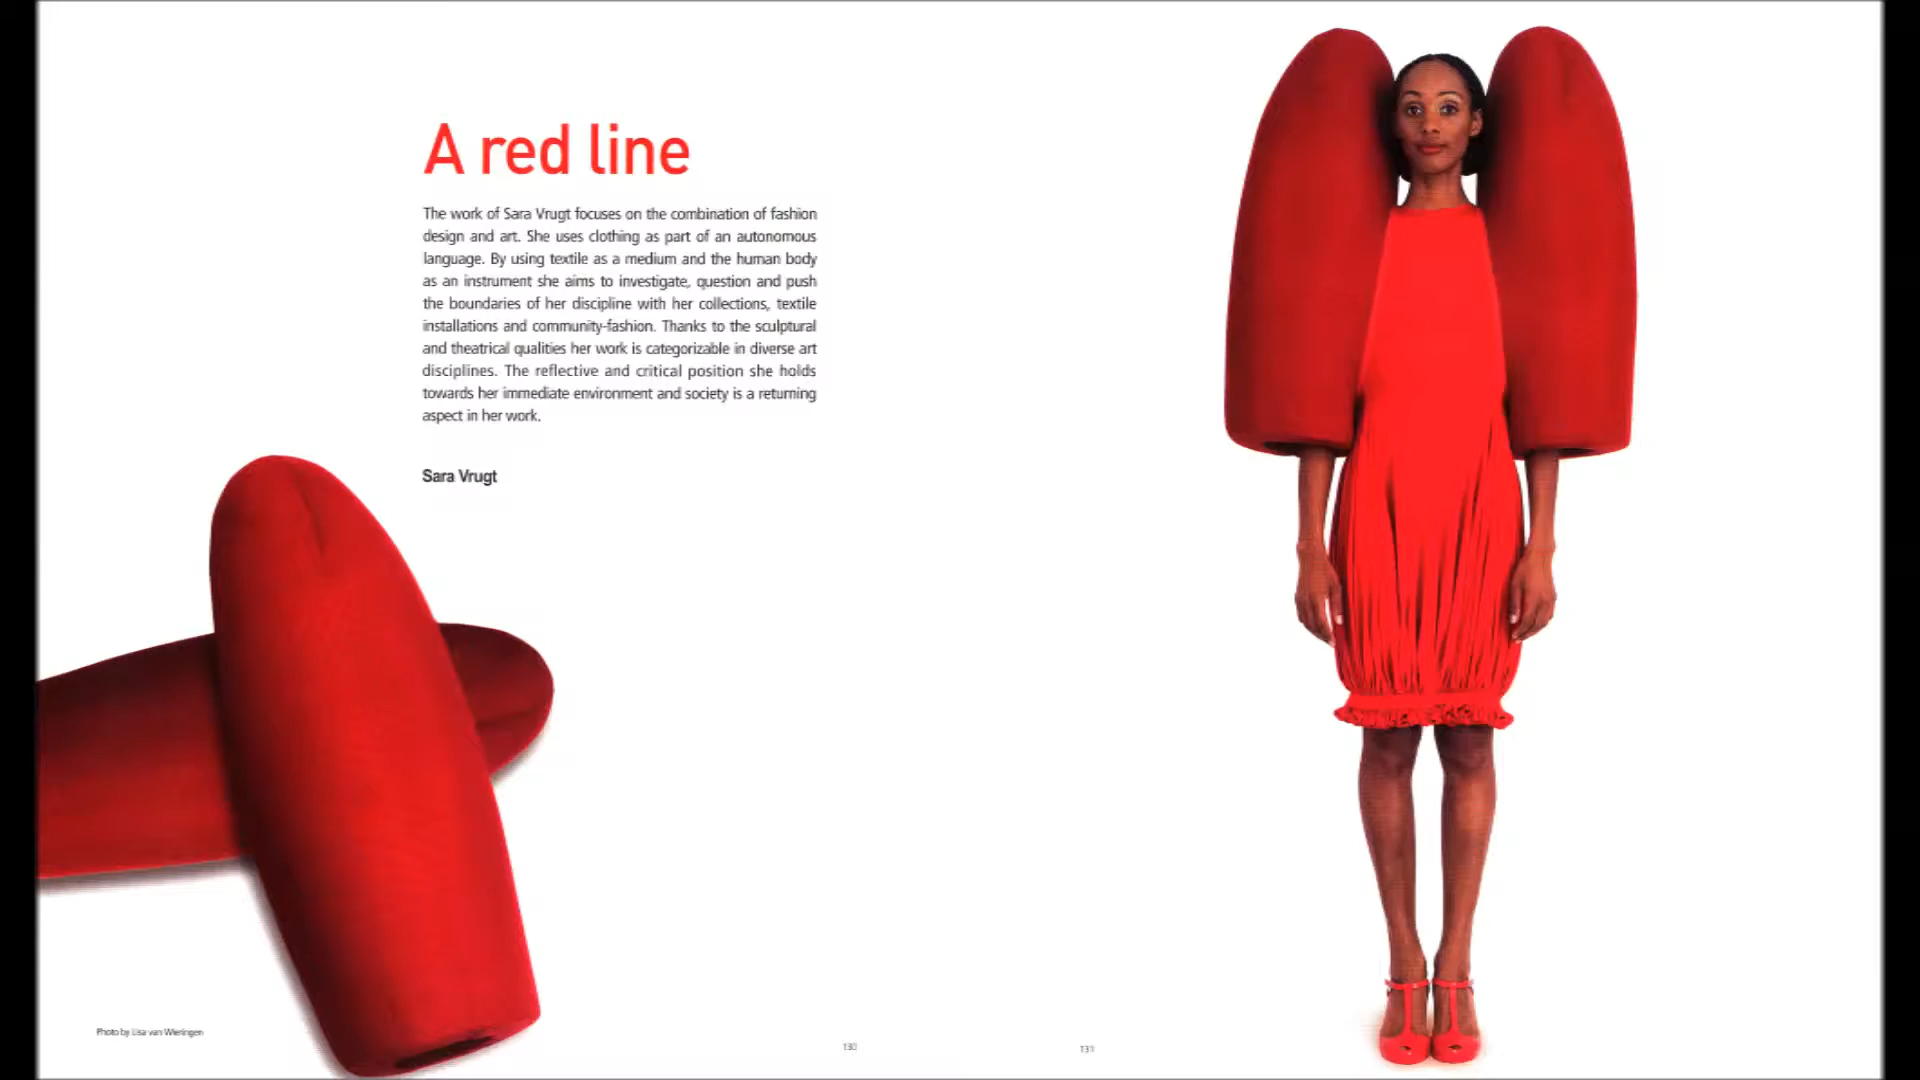 A red line
The work of Sara Vrugt focuses on the combination of fashion
design and art. She uses clothing as part of an autonomous
language. By using textile as a medium and the human body
as an instrument she aims to investigate, question and push
the boundaries of her discipline with her collections, textile
installations and community-fashion. Thanks to the sculptural
and theatrical qualities her work is categorizable in diverse art
disciplines. The reflective and critical position she holds
towards her immediate environment and society is a returning
aspect in her work.
Sara Vrugt
Photo by Lisa van Wieringen
130
131